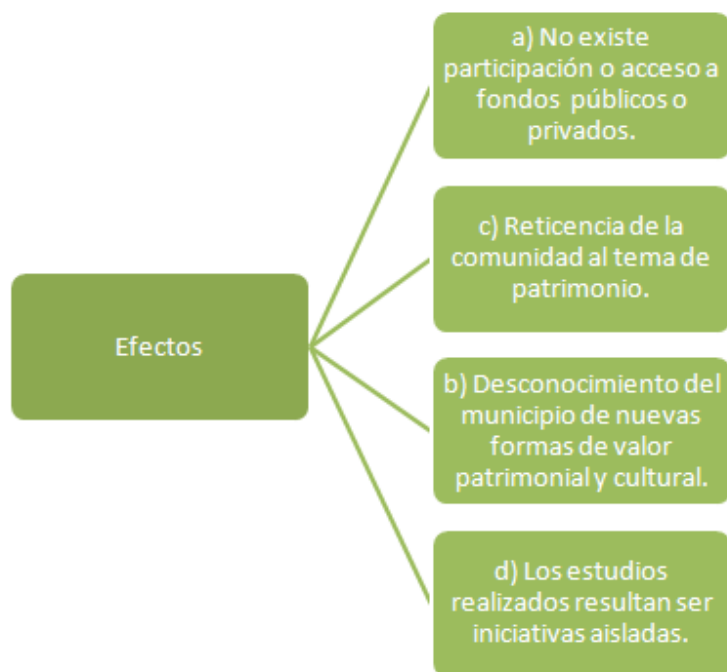 a) No existe
participación o acceso a
fondos públicos o
privados.
c) Reticencia de la
comunidad al tema de
patrimonio.
Efectos
b) Desconocimiento del
municipio de nuevas
formas de valor
patrimonial y cultural.
d) Los estudios
realizados resultan ser
iniciativas aisladas.